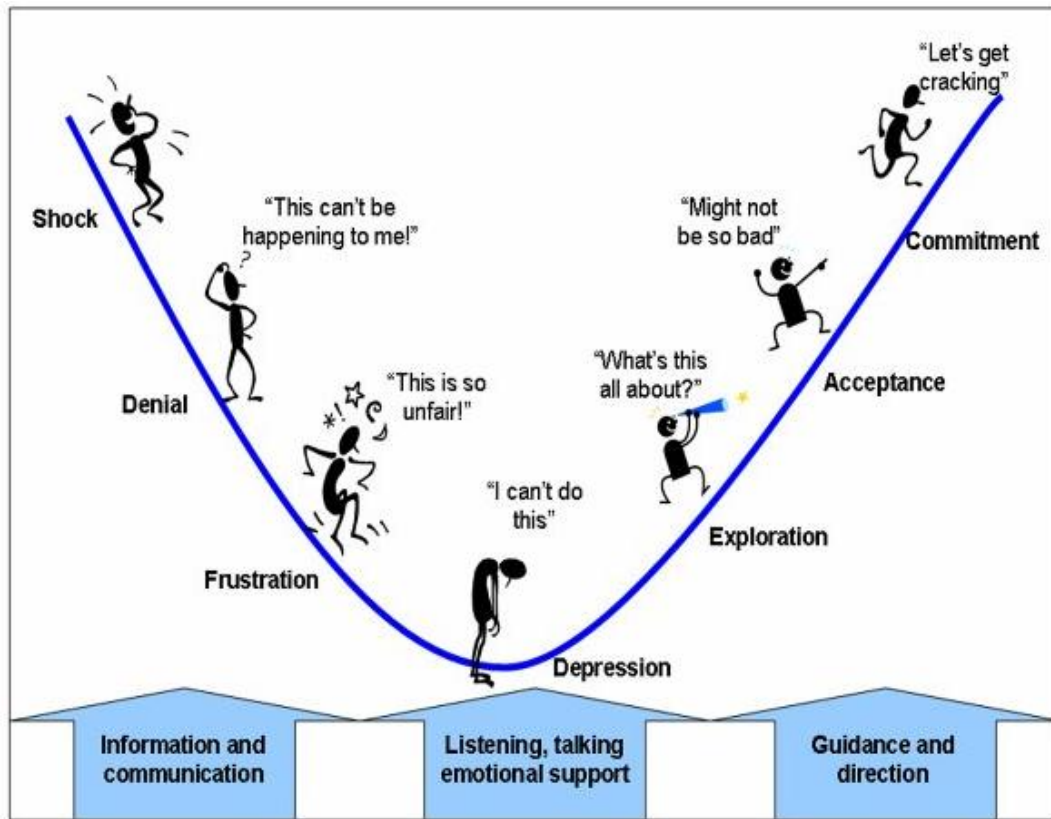 “Let’s get
cracking”
Shock
“This can’t be
happening to me!”
?
“Might not
be so bad”
Commitment
Denial
“This is so
unfair!”
*!
“What’s this
all about?”
Acceptance
“I can’t do
this”
Exploration
Frustration
Depression
Information and
communication
Listening, talking
emotional support
Guidance and
direction